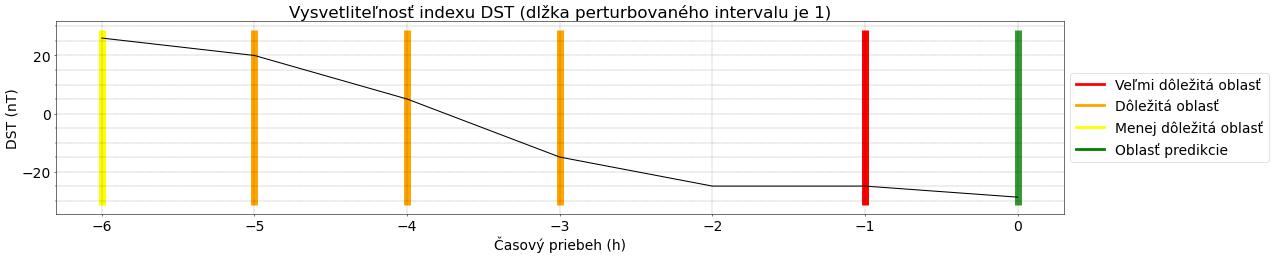 Vysvetliteľnosť indexu DST (dĺžka perturbovaného intervalu je 1)
DST (nT)
20
0
−20
−6 −5 −4 −3 −2 −1 0
Časový priebeh (h)
Veľmi dôležitá oblasť
Dôležitá oblasť
Menej dôležitá oblasť
Oblasť predikcie